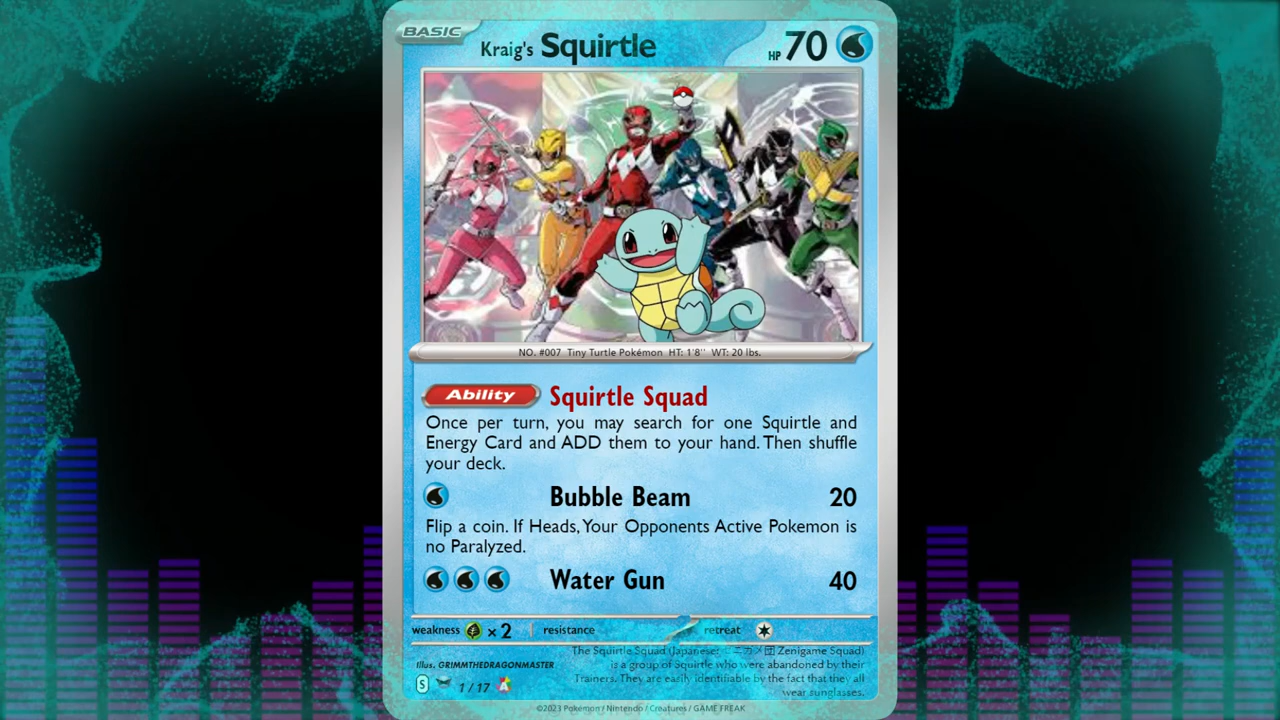 BASIC
Kraig's Squirtle
HP 70
NO. #007 Tiny Turtle Pokémon HT: 1'8'' WT: 20 lbs.
Ability Squirtle Squad
Once per turn, you may search for one Squirtle and
Energy Card and ADD them to your hand. Then shuffle
your deck.
Bubble Beam 20
Flip a coin. If Heads, Your Opponents Active Pokemon is
no Paralyzed.
Water Gun 40
weakness ×2 resistance retreat
The Squirtle Squad (Japanese: ニカメ団 Zenigame Squad)
is a group of Squirtle who were abandoned by their
Trainers. They are easily identifiable by the fact that they all
wear sunglasses.
Illus. GRIMMTHEDRAGONMASTER
S 1/17
©2023 Pokémon / Nintendo / Creatures / GAME FREAK